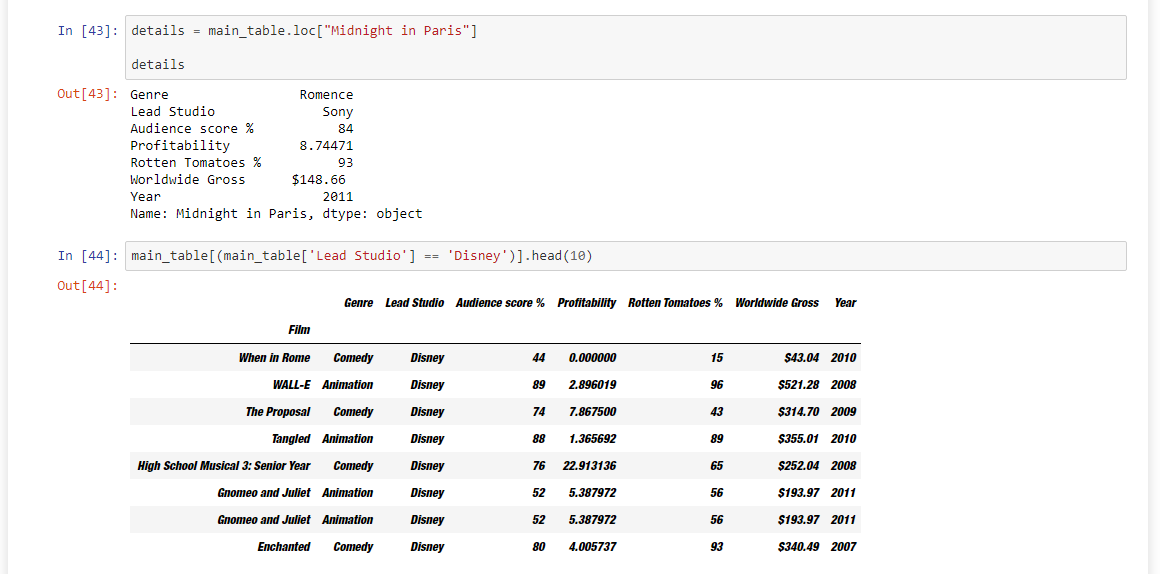 In [43]: details = main_table.loc["Midnight in Paris"]
details
Out[43]: Genre Romence
Lead Studio Sony
Audience score % 84
Profitability 8.74471
Rotten Tomatoes % 93
Worldwide Gross $148.66
Year 2011
Name: Midnight in Paris, dtype: object
In [44]: main_table[(main_table['Lead Studio'] == 'Disney')].head(10)
Out[44]:
Genre Lead Studio Audience score % Profitability Rotten Tomatoes % Worldwide Gross Year
Film
When in Rome Comedy Disney 44 0.000000 15 $43.04 2010
WALL-E Animation Disney 89 2.896019 96 $521.28 2008
The Proposal Comedy Disney 74 7.867500 43 $314.70 2009
Tangled Animation Disney 88 1.365692 89 $355.01 2010
High School Musical 3: Senior Year Comedy Disney 76 22.913136 65 $252.04 2008
Gnomeo and Juliet Animation Disney 52 5.387972 56 $193.97 2011
Gnomeo and Juliet Animation Disney 52 5.387972 56 $193.97 2011
Enchanted Comedy Disney 80 4.005737 93 $340.49 2007